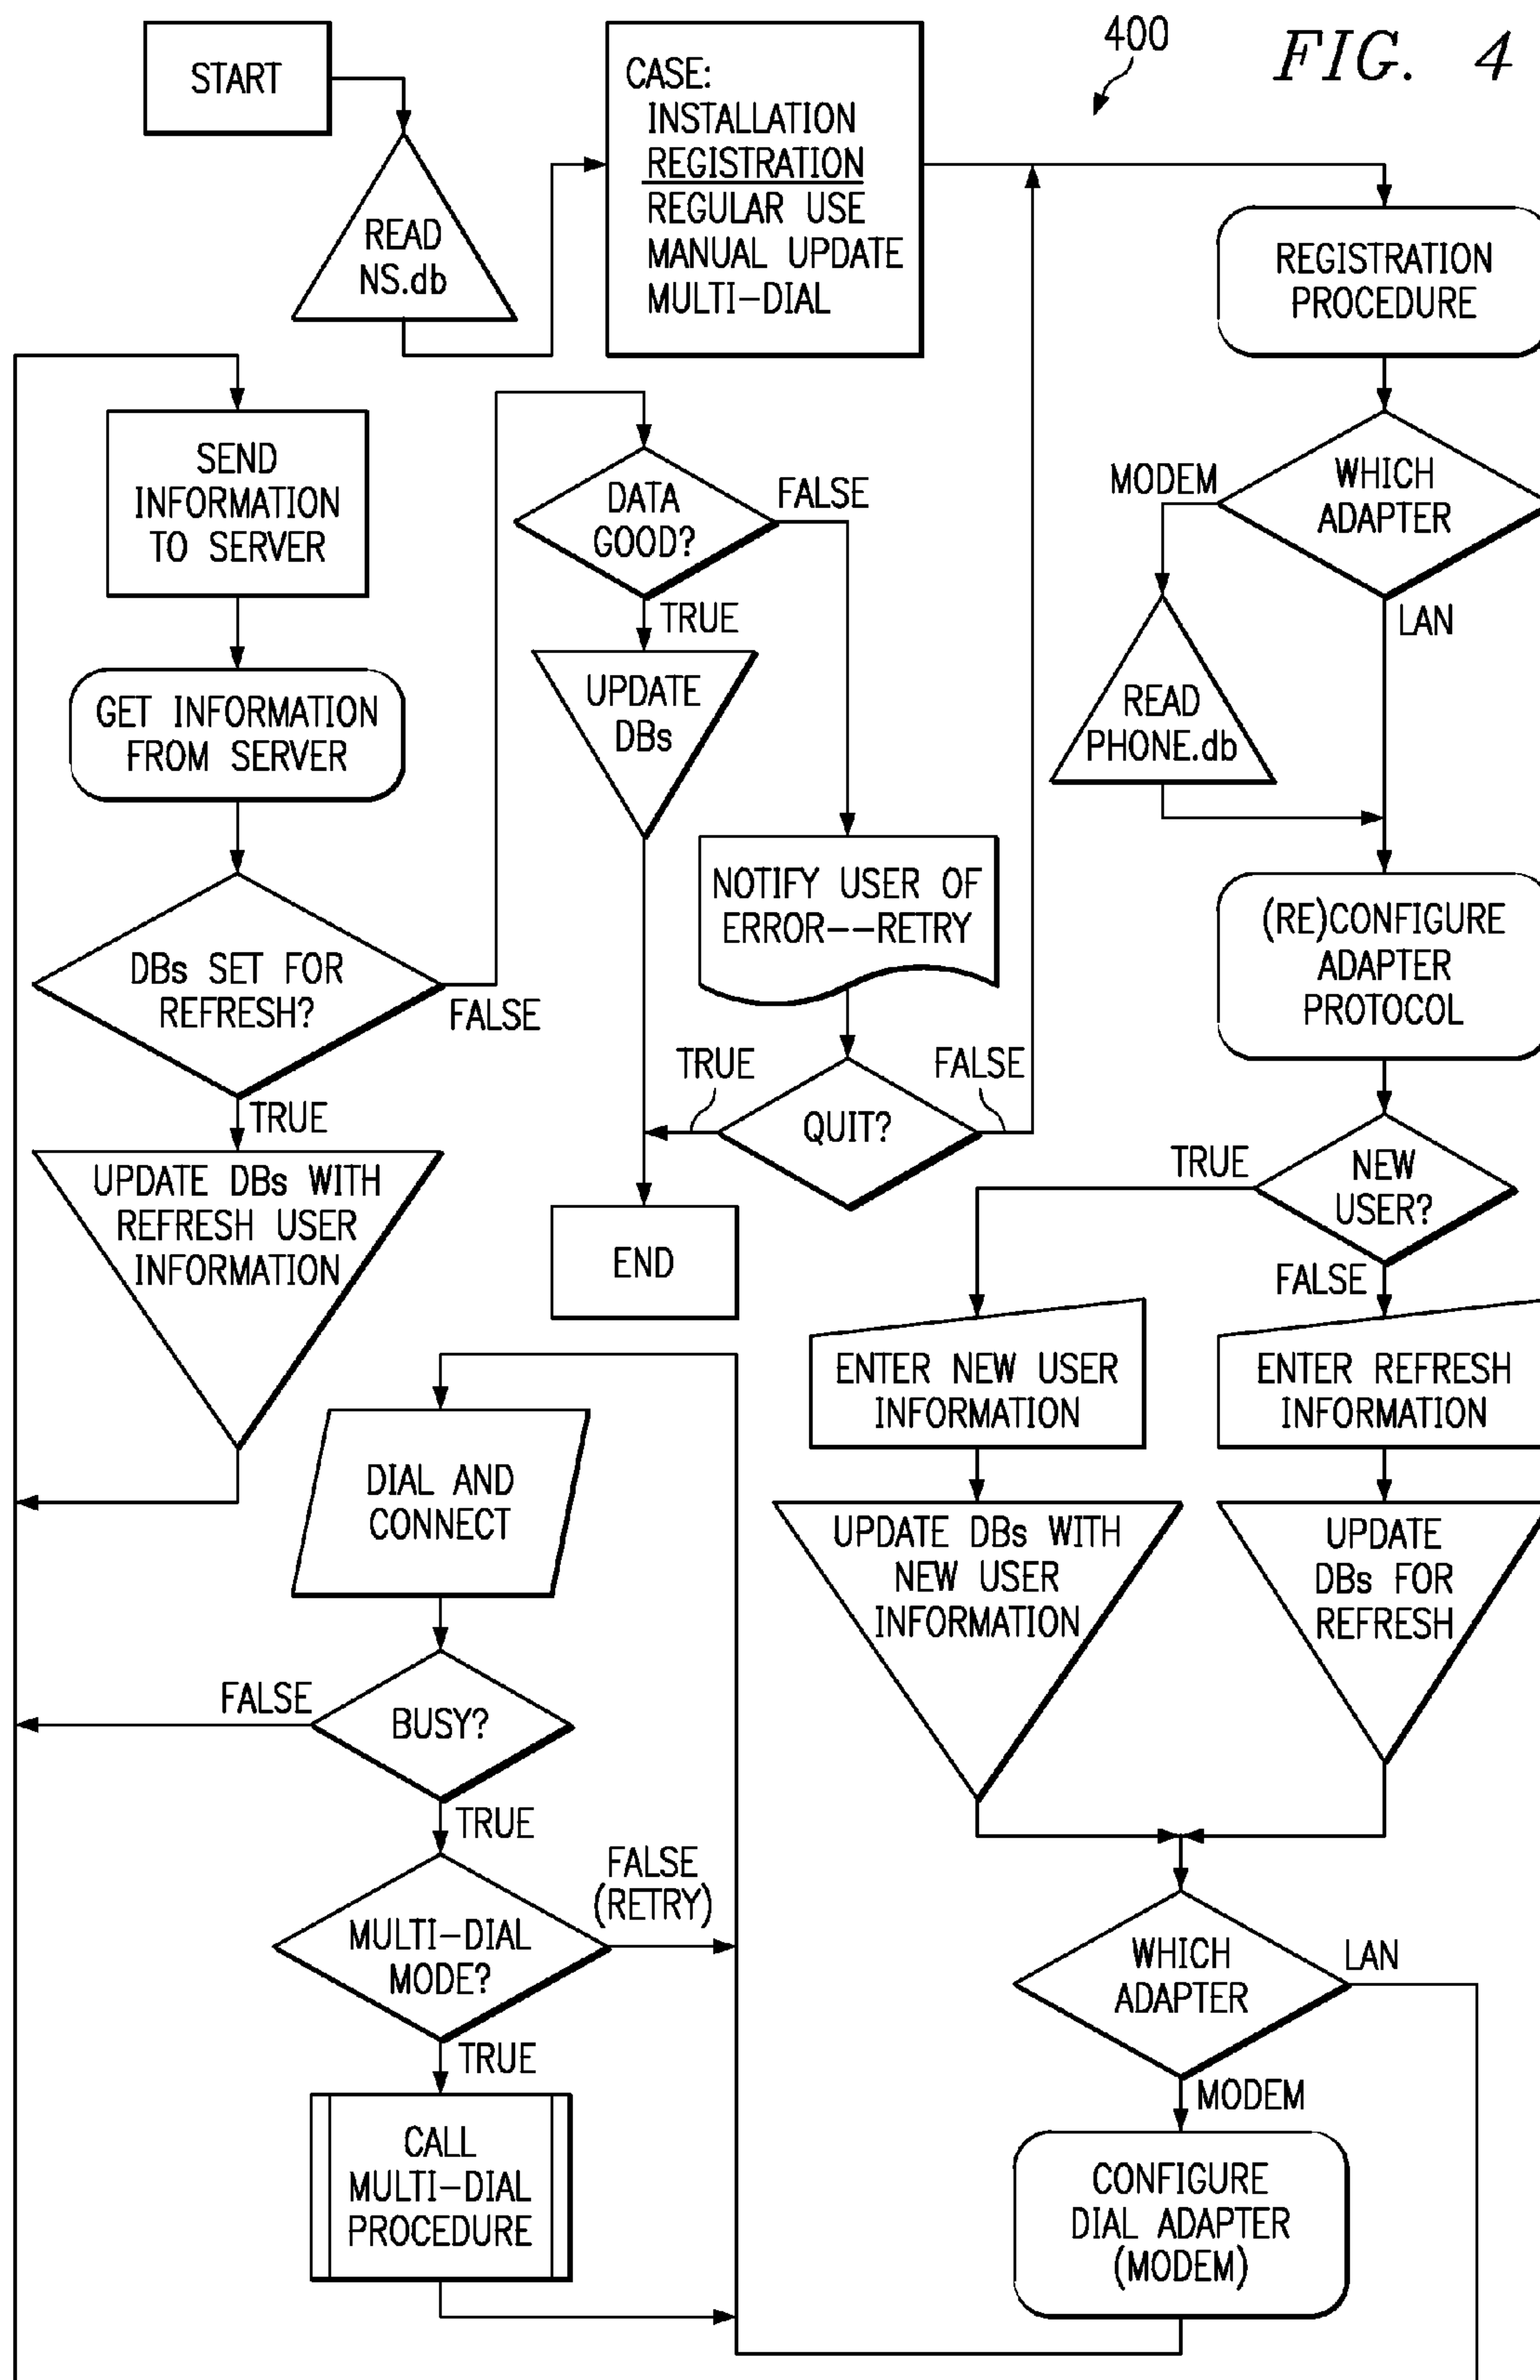 FIG. 4
400
START
READ
NS.db
CASE:
INSTALLATION
REGISTRATION
REGULAR USE
MANUAL UPDATE
MULTI-DIAL
REGISTRATION
PROCEDURE
WHICH
ADAPTER
MODEM
LAN
READ
PHONE.db
(RE)CONFIGURE
ADAPTER
PROTOCOL
NEW
USER?
TRUE
FALSE
ENTER NEW USER
INFORMATION
ENTER REFRESH
INFORMATION
UPDATE DBs WITH
NEW USER
INFORMATION
UPDATE
DBs FOR
REFRESH
WHICH
ADAPTER
LAN
MODEM
CONFIGURE
DIAL ADAPTER
(MODEM)
DIAL AND
CONNECT
BUSY?
FALSE
TRUE
MULTI-DIAL
MODE?
FALSE
(RETRY)
TRUE
CALL
MULTI-DIAL
PROCEDURE
SEND
INFORMATION
TO SERVER
GET INFORMATION
FROM SERVER
DBs SET FOR
REFRESH?
FALSE
TRUE
UPDATE DBs WITH
REFRESH USER
INFORMATION
DATA
GOOD?
FALSE
TRUE
UPDATE
DBs
NOTIFY USER OF
ERROR--RETRY
QUIT?
TRUE
FALSE
END